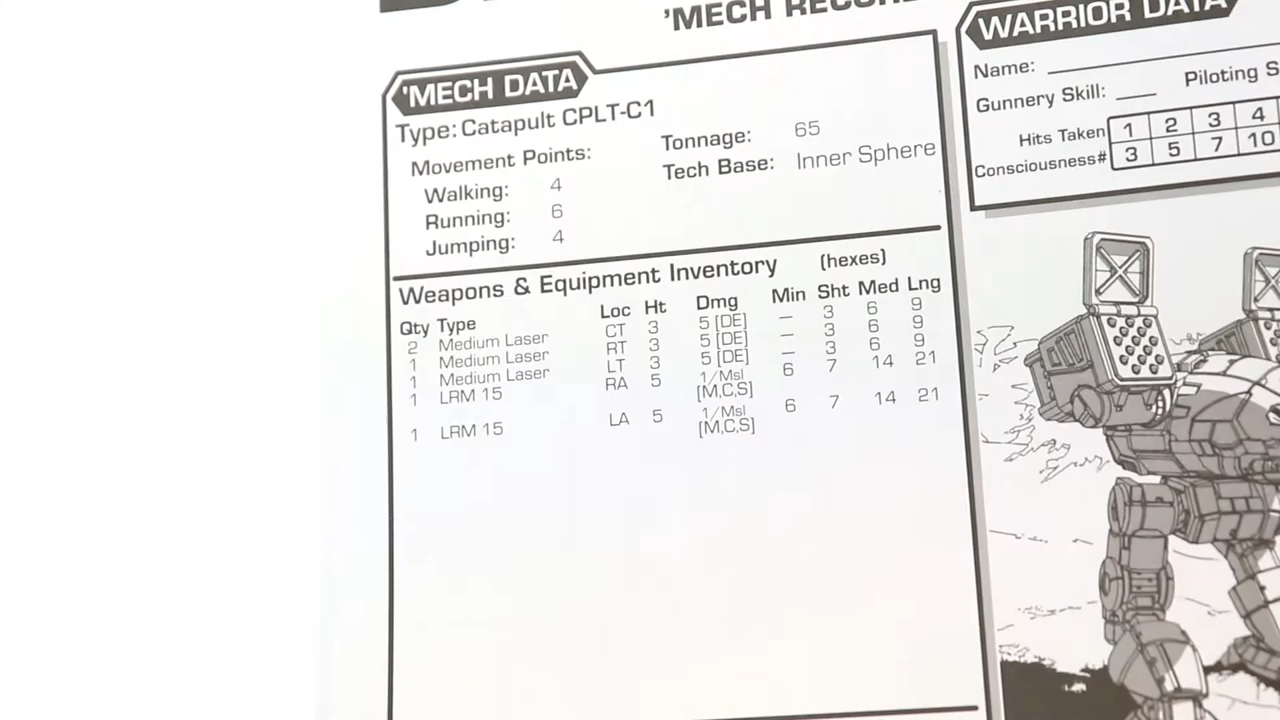 'MECH RECORD
'MECH DATA
Type: Catapult CPLT-C1
Movement Points:
Walking: 4
Running: 6
Jumping: 4
Tonnage: 65
Tech Base: Inner Sphere
Weapons & Equipment Inventory (hexes)
Qty Type Loc Ht Dmg Min Sht Med Lng
2 Medium Laser CT 3 5 [DE] — 3 6 9
1 Medium Laser RT 3 5 [DE] — 3 6 9
1 Medium Laser LT 3 5 [DE] — 3 6 9
1 LRM 15 RA 5 1/Msl 6 7 14 21
[M,C,S]
1 LRM 15 LA 5 1/Msl 6 7 14 21
[M,C,S]
WARRIOR DATA
Name:
Gunnery Skill: Piloting S
Hits Taken 1 2 3 4
Consciousness# 3 5 7 10